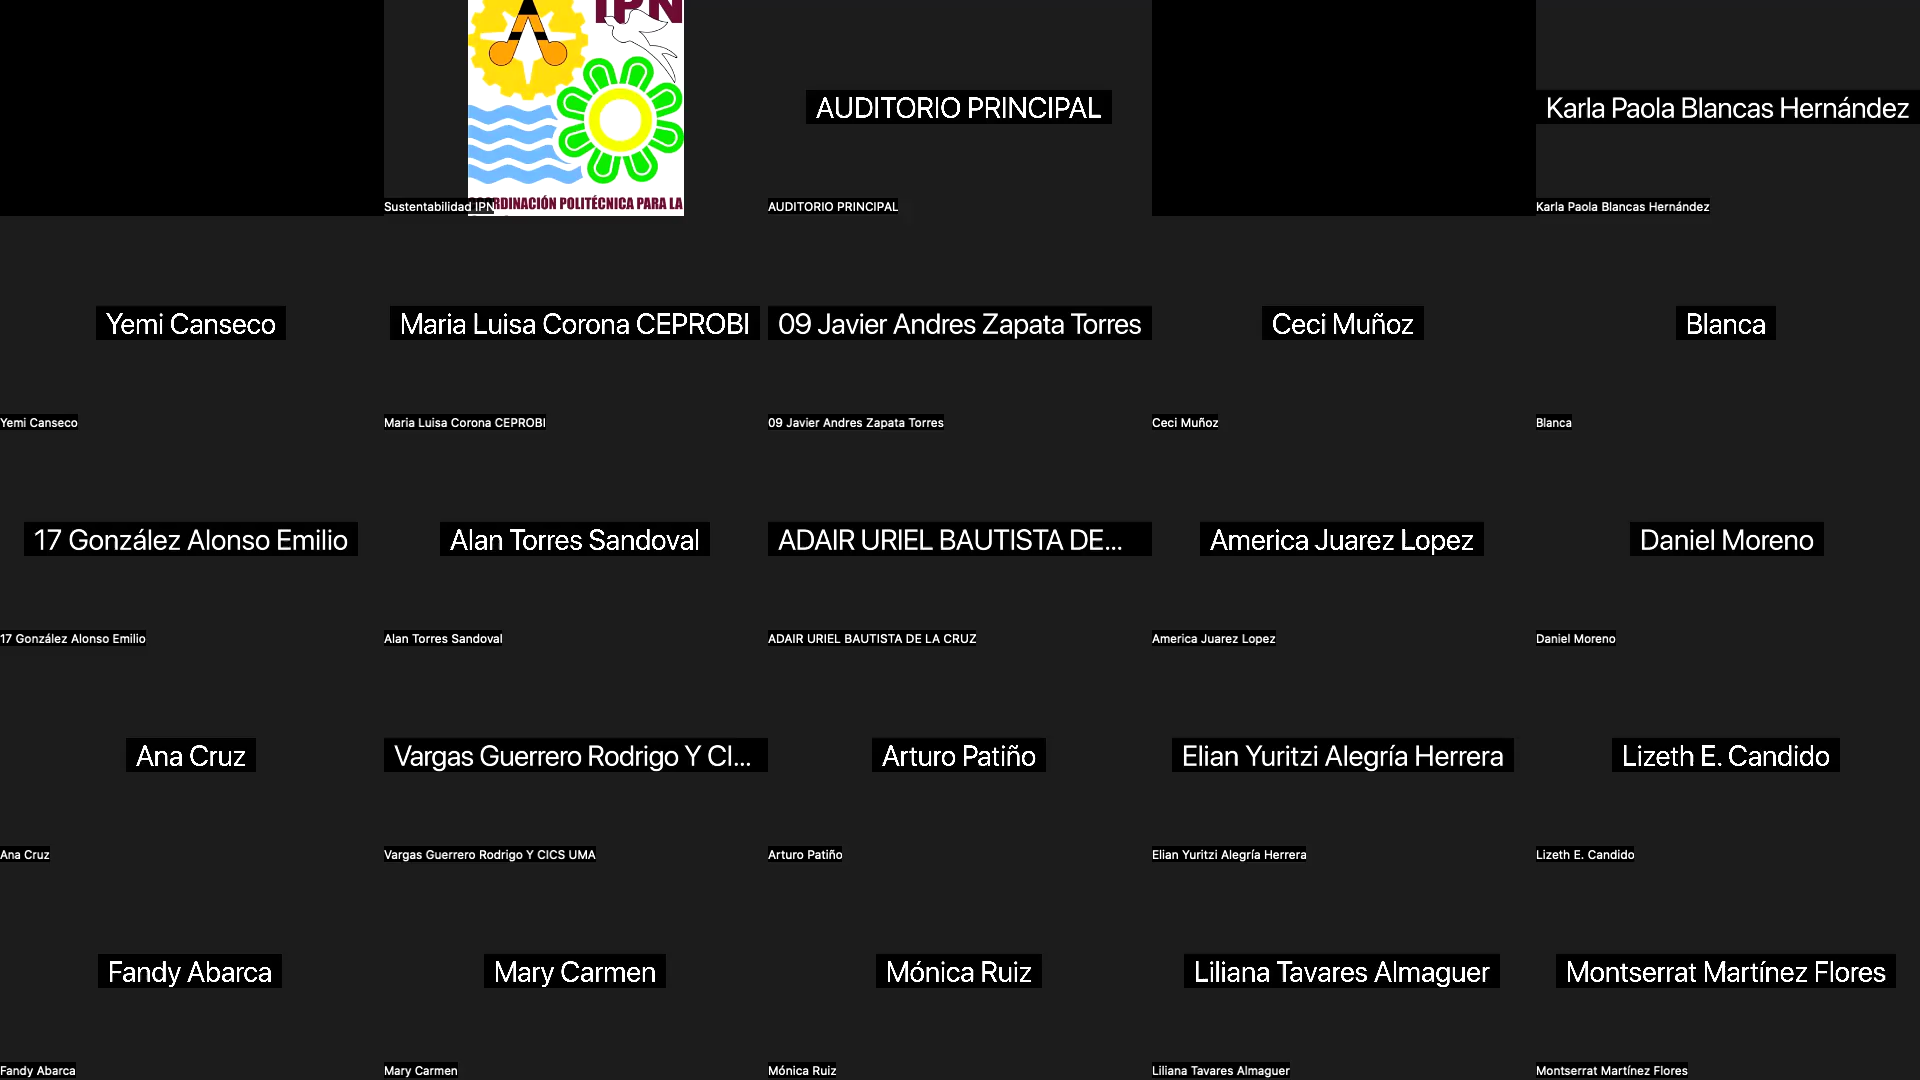 IPN
Sustentabilidad IPN
RDINACIÓN POLITÉCNICA PARA LA
AUDITORIO PRINCIPAL
AUDITORIO PRINCIPAL
Karla Paola Blancas Hernández
Karla Paola Blancas Hernández
Yemi Canseco
Yemi Canseco
Maria Luisa Corona CEPROBI
Maria Luisa Corona CEPROBI
09 Javier Andres Zapata Torres
09 Javier Andres Zapata Torres
Ceci Muñoz
Ceci Muñoz
Blanca
Blanca
17 González Alonso Emilio
17 González Alonso Emilio
Alan Torres Sandoval
Alan Torres Sandoval
ADAIR URIEL BAUTISTA DE...
ADAIR URIEL BAUTISTA DE LA CRUZ
America Juarez Lopez
America Juarez Lopez
Daniel Moreno
Daniel Moreno
Ana Cruz
Ana Cruz
Vargas Guerrero Rodrigo Y CI...
Vargas Guerrero Rodrigo Y CICS UMA
Arturo Patiño
Arturo Patiño
Elian Yuritzi Alegría Herrera
Elian Yuritzi Alegría Herrera
Lizeth E. Candido
Lizeth E. Candido
Fandy Abarca
Fandy Abarca
Mary Carmen
Mary Carmen
Mónica Ruiz
Mónica Ruiz
Liliana Tavares Almaguer
Liliana Tavares Almaguer
Montserrat Martínez Flores
Montserrat Martínez Flores